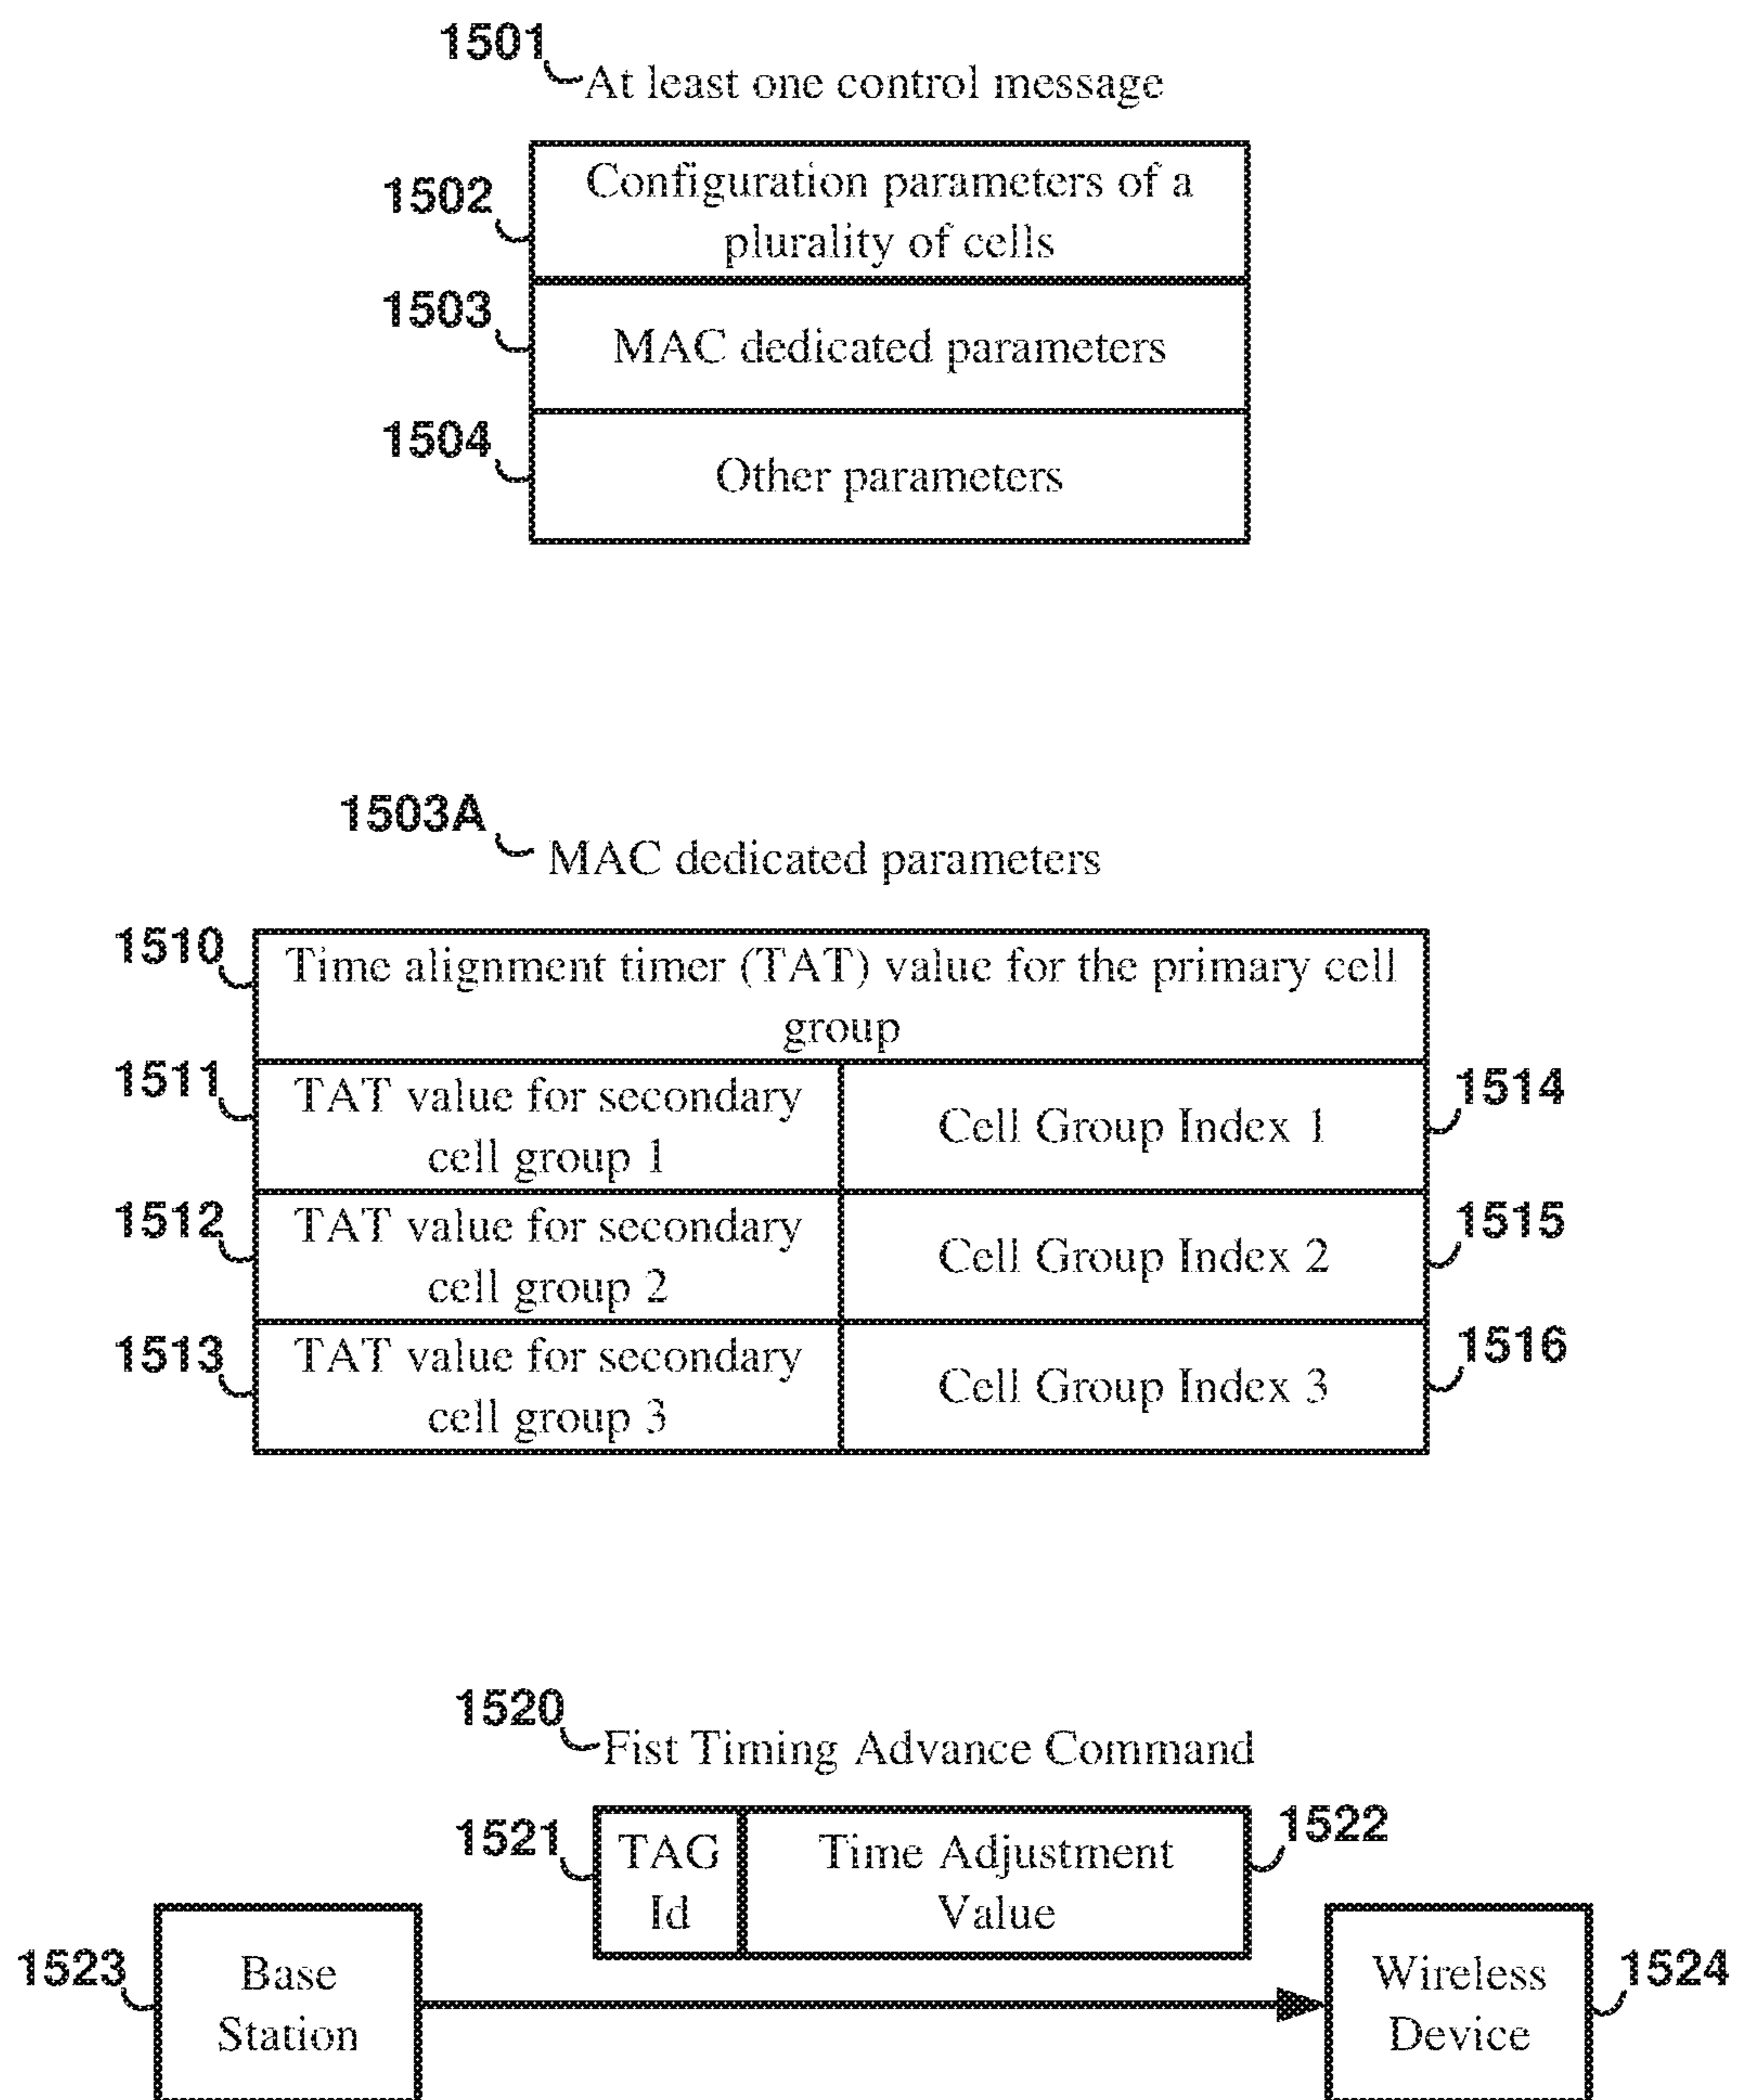 1501
At least one control message
1502
Configuration parameters of a
plurality of cells
1503
MAC dedicated parameters
1504
Other parameters
1503A
MAC dedicated parameters
1510
Time alignment timer (TAT) value for the primary cell
group
1511
TAT value for secondary
cell group 1
Cell Group Index 1
1514
1512
TAT value for secondary
cell group 2
Cell Group Index 2
1515
1513
TAT value for secondary
cell group 3
Cell Group Index 3
1516
1520
Fist Timing Advance Command
1521
TAG
Id
Time Adjustment
Value
1522
1523
Base
Station
Wireless
Device
1524